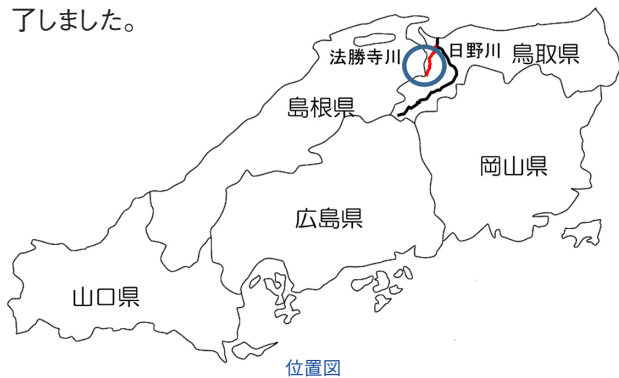 了しました。
法勝寺川
日野川
鳥取県
島根県
岡山県
広島県
山口県
位置図